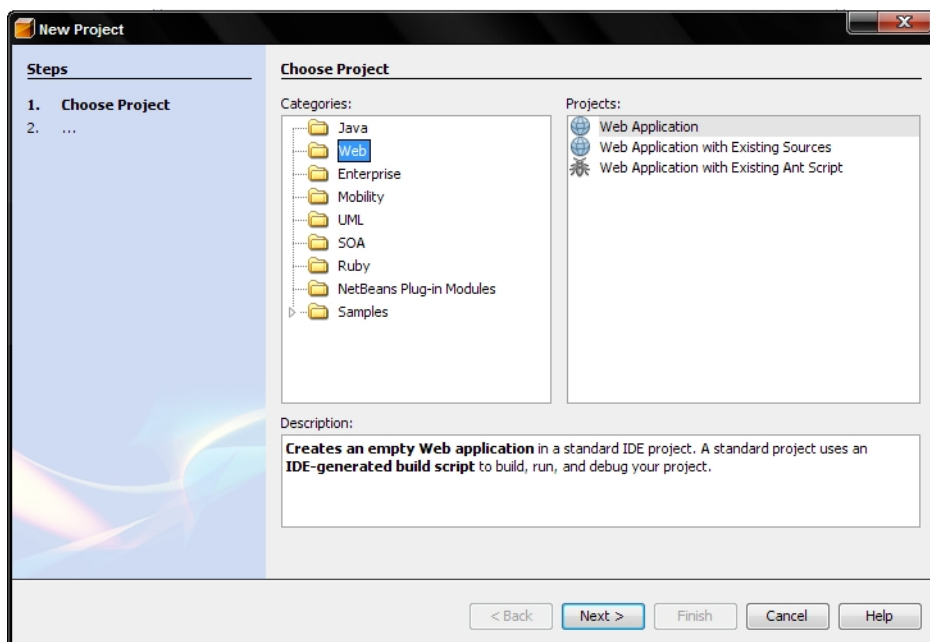 New Project
Steps
1. Choose Project
2. ...
Choose Project
Categories:
Java
Web
Enterprise
Mobility
UML
SOA
Ruby
NetBeans Plug-in Modules
Samples
Projects:
Web Application
Web Application with Existing Sources
Web Application with Existing Ant Script
Description:
Creates an empty Web application in a standard IDE project. A standard project uses an
IDE-generated build script to build, run, and debug your project.
< Back Next > Finish Cancel Help